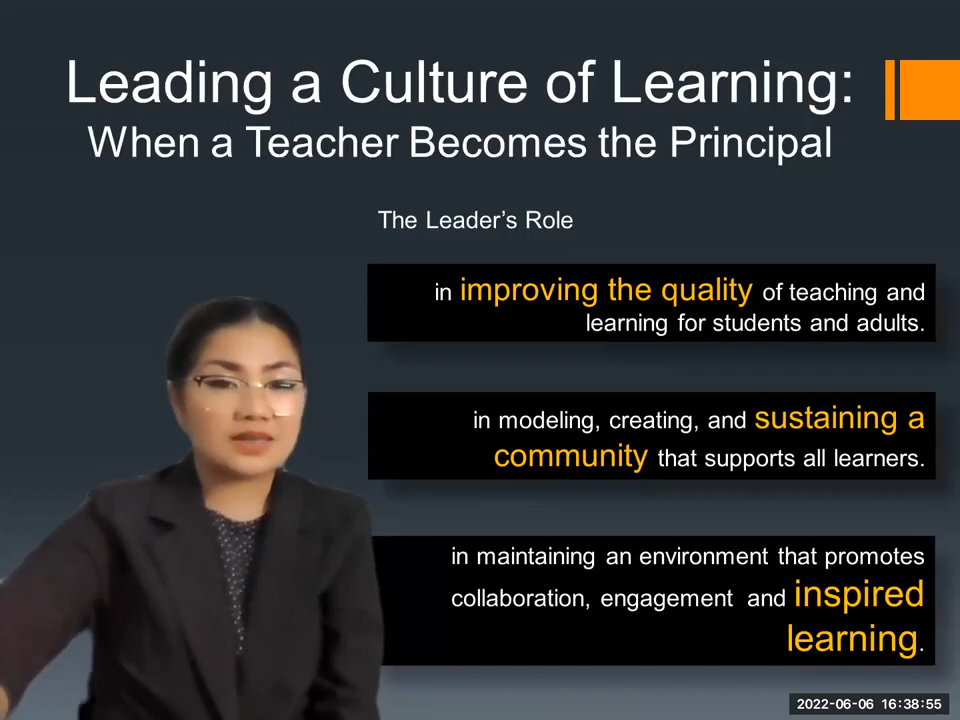 Leading a Culture of Learning:
When a Teacher Becomes the Principal
The Leader’s Role
in improving the quality of teaching and
learning for students and adults.
in modeling, creating, and sustaining a
community that supports all learners.
in maintaining an environment that promotes
collaboration, engagement and inspired
learning.
2022-06-06 16:38:55